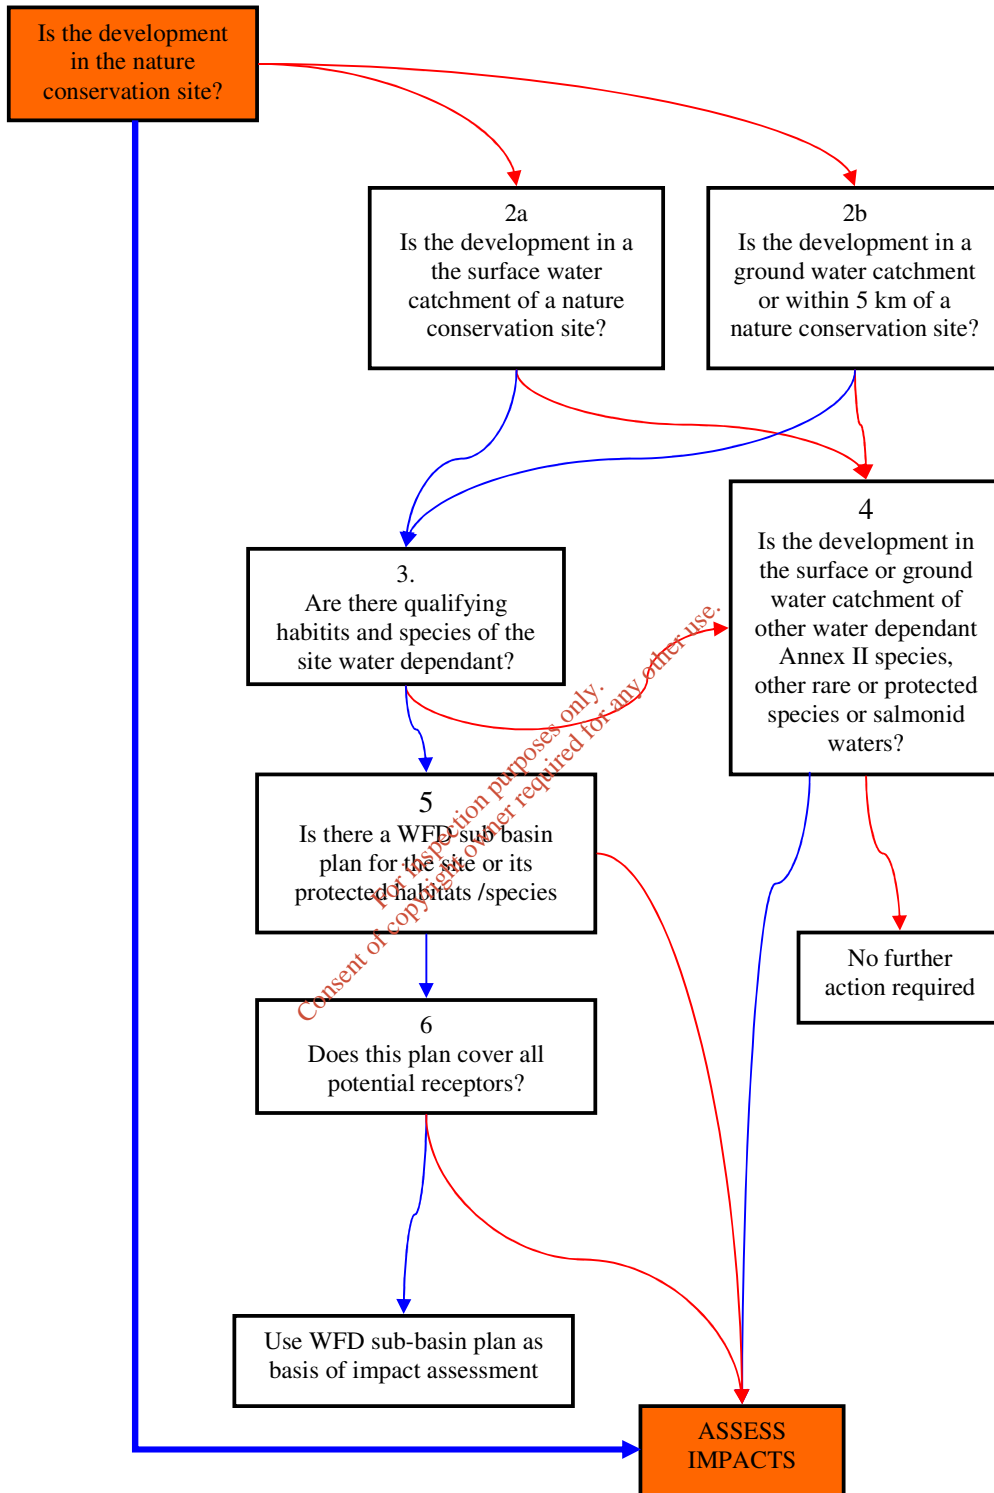 Is the development
in the nature
conservation site?
2a
Is the development in a
the surface water
catchment of a nature
conservation site?
2b
Is the development in a
ground water catchment
or within 5 km of a
nature conservation site?
3.
Are there qualifying
habitits and species of the
site water dependant?
4
Is the development in
the surface or ground
water catchment of
other water dependant
Annex II species,
other rare or protected
species or salmonid
waters?
5
Is there a WFD sub basin
plan for the site or its
protected habitats /species
No further
action required
6
Does this plan cover all
potential receptors?
Use WFD sub-basin plan as
basis of impact assessment
ASSESS
IMPACTS
For inspection purposes only.
Consent of copyright owner required for any other use.